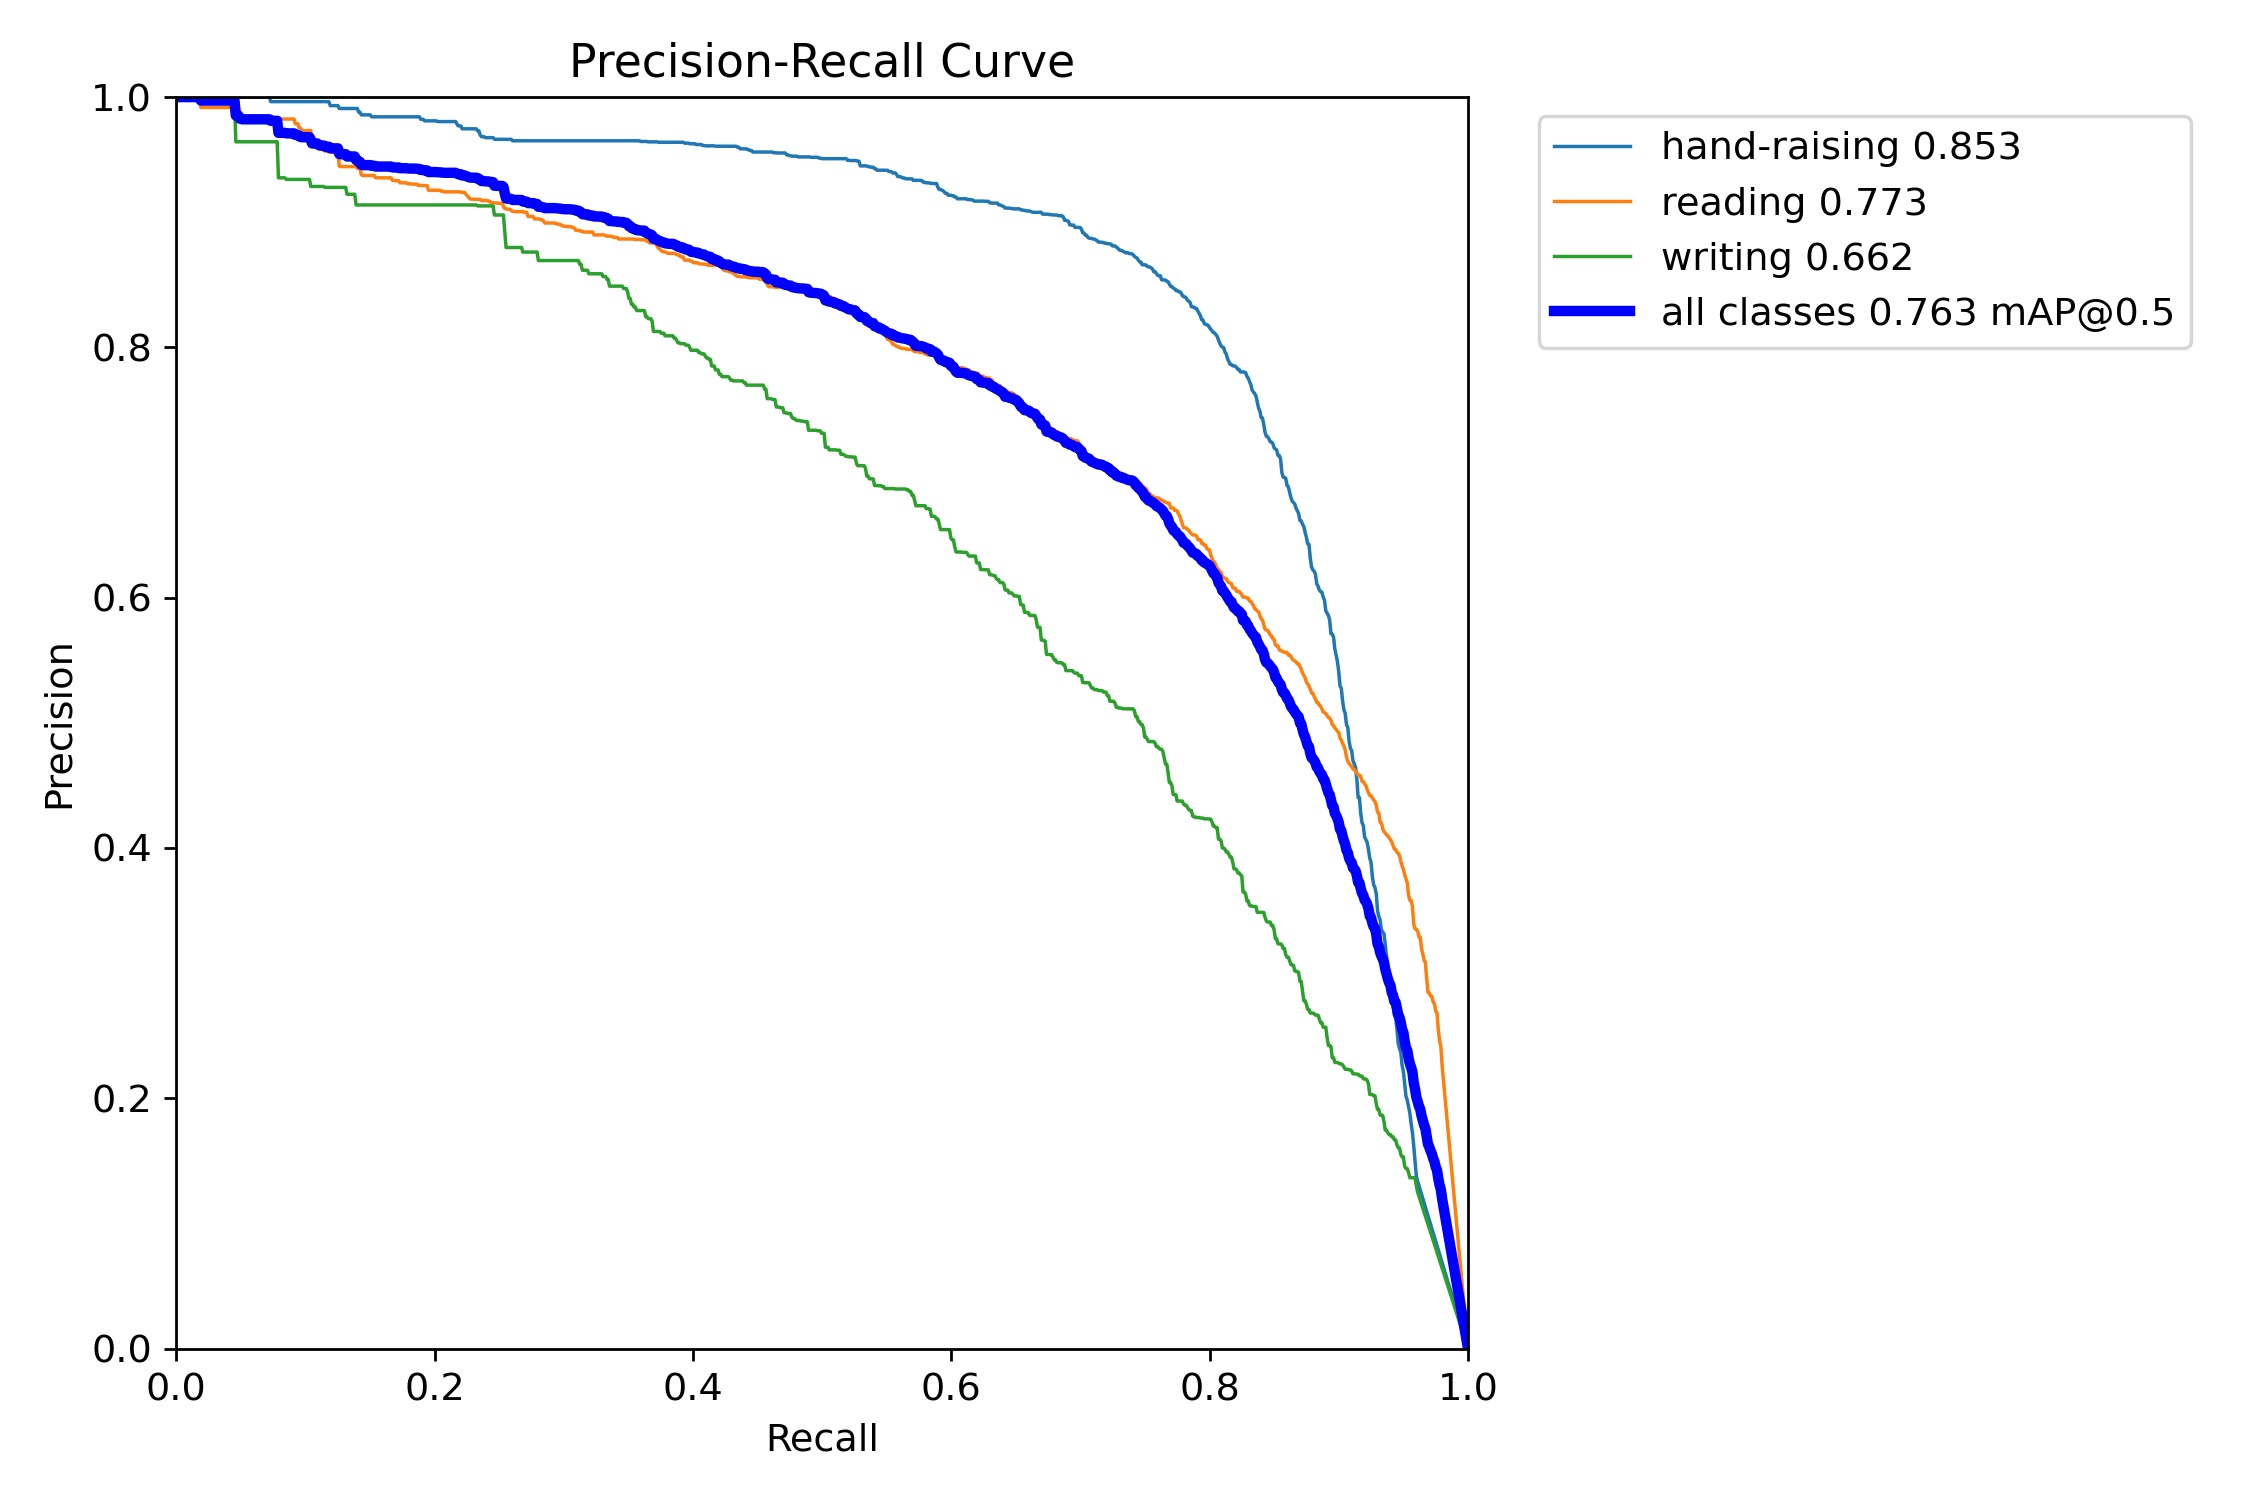 Precision-Recall Curve
hand-raising 0.853
reading 0.773
writing 0.662
all classes 0.763 mAP@0.5
1.0
0.8
0.6
0.4
0.2
0.0
Precision
0.0 0.2 0.4 0.6 0.8 1.0
Recall